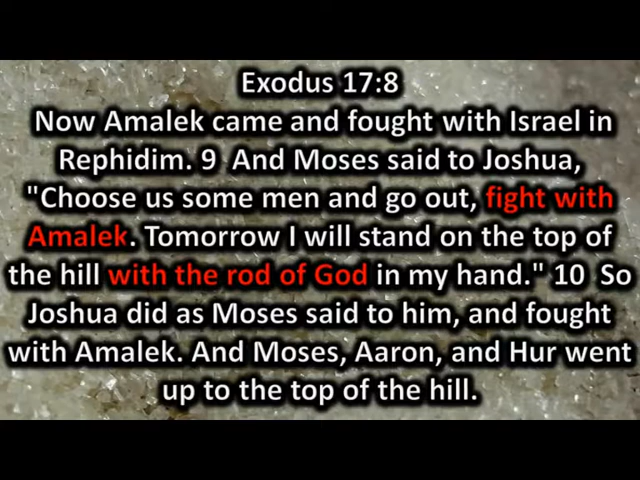 Exodus 17:8
Now Amalek came and fought with Israel in
Rephidim. 9  And Moses said to Joshua,
"Choose us some men and go out, fight with
Amalek. Tomorrow I will stand on the top of
the hill with the rod of God in my hand." 10  So
Joshua did as Moses said to him, and fought
with Amalek. And Moses, Aaron, and Hur went
up to the top of the hill.